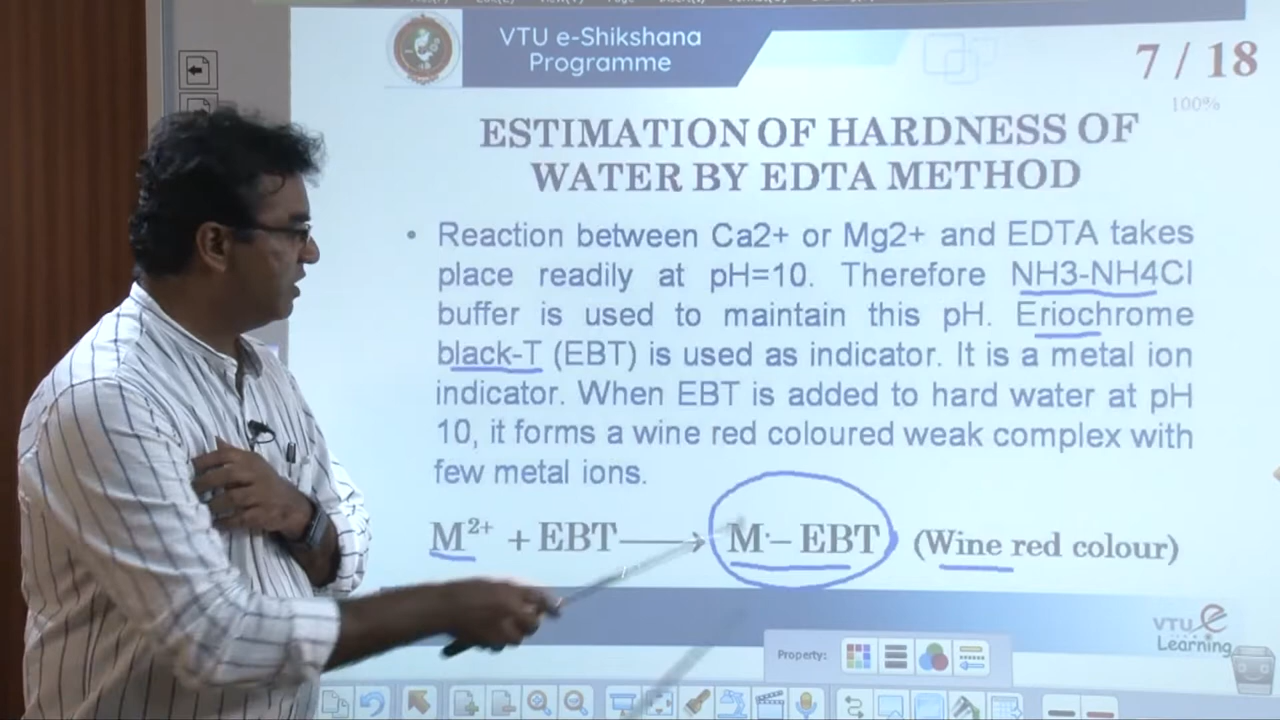 VTU e-Shikshana
Programme
7 / 18
100%
ESTIMATION OF HARDNESS OF
WATER BY EDTA METHOD
• Reaction between Ca2+ or Mg2+ and EDTA takes
place readily at pH=10. Therefore NH3-NH4Cl
buffer is used to maintain this pH. Eriochrome
black-T (EBT) is used as indicator. It is a metal ion
indicator. When EBT is added to hard water at pH
10, it forms a wine red coloured weak complex with
few metal ions.
M²⁺ + EBT ⟶ M – EBT (Wine red colour)
VTU e
Learning
Property: